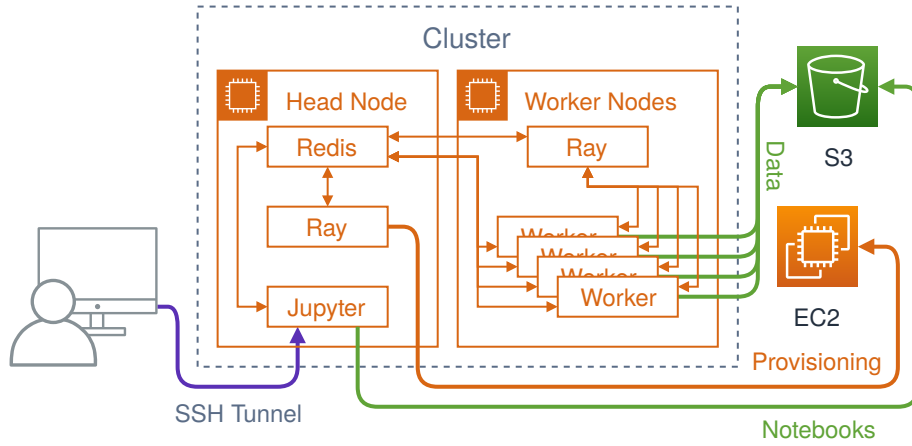 Cluster
Head Node
Worker Nodes
Redis
Ray
Ray
Jupyter
Worker
Worker
Worker
Worker
S3
Data
EC2
Provisioning
SSH Tunnel
Notebooks